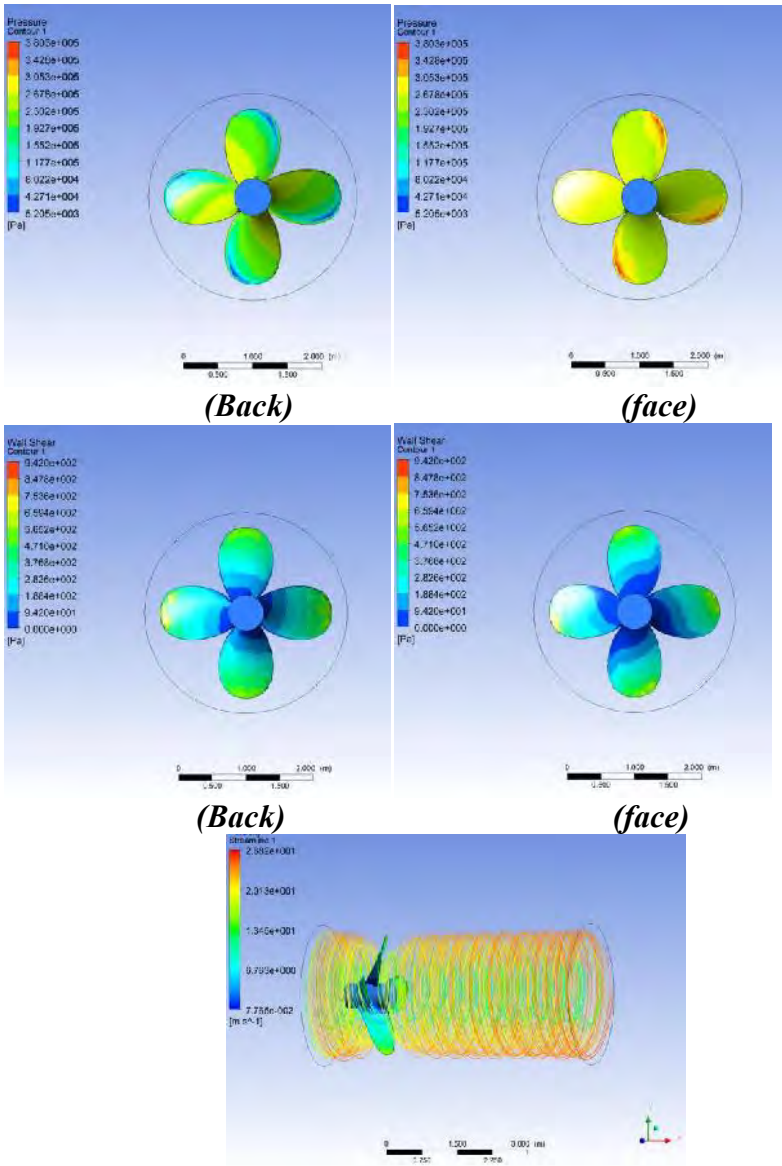 Pressure
Contour 1
3.803e+005
3.428e+005
3.053e+005
2.678e+005
2.302e+005
1.927e+005
1.552e+005
1.177e+005
8.022e+004
4.271e+004
5.205e+003
[Pa]
0 1.000 2.000 (m)
0.500 1.500
Pressure
Contour 1
3.803e+005
3.428e+005
3.053e+005
2.678e+005
2.302e+005
1.927e+005
1.552e+005
1.177e+005
8.022e+004
4.271e+004
5.205e+003
[Pa]
0 1.000 2.000 (m)
0.500 1.500
(Back)
(face)
Wall Shear
Contour 1
9.420e+002
8.478e+002
7.536e+002
6.594e+002
5.652e+002
4.710e+002
3.768e+002
2.826e+002
1.884e+002
9.420e+001
0.000e+000
[Pa]
0 1.000 2.000 (m)
0.500 1.500
Wall Shear
Contour 1
9.420e+002
8.478e+002
7.536e+002
6.594e+002
5.652e+002
4.710e+002
3.768e+002
2.826e+002
1.884e+002
9.420e+001
0.000e+000
[Pa]
0 1.000 2.000 (m)
0.500 1.500
(Back)
(face)
Streamline 1
2.013e+001
[m s^-1]
0 1.500 3.000 (m)